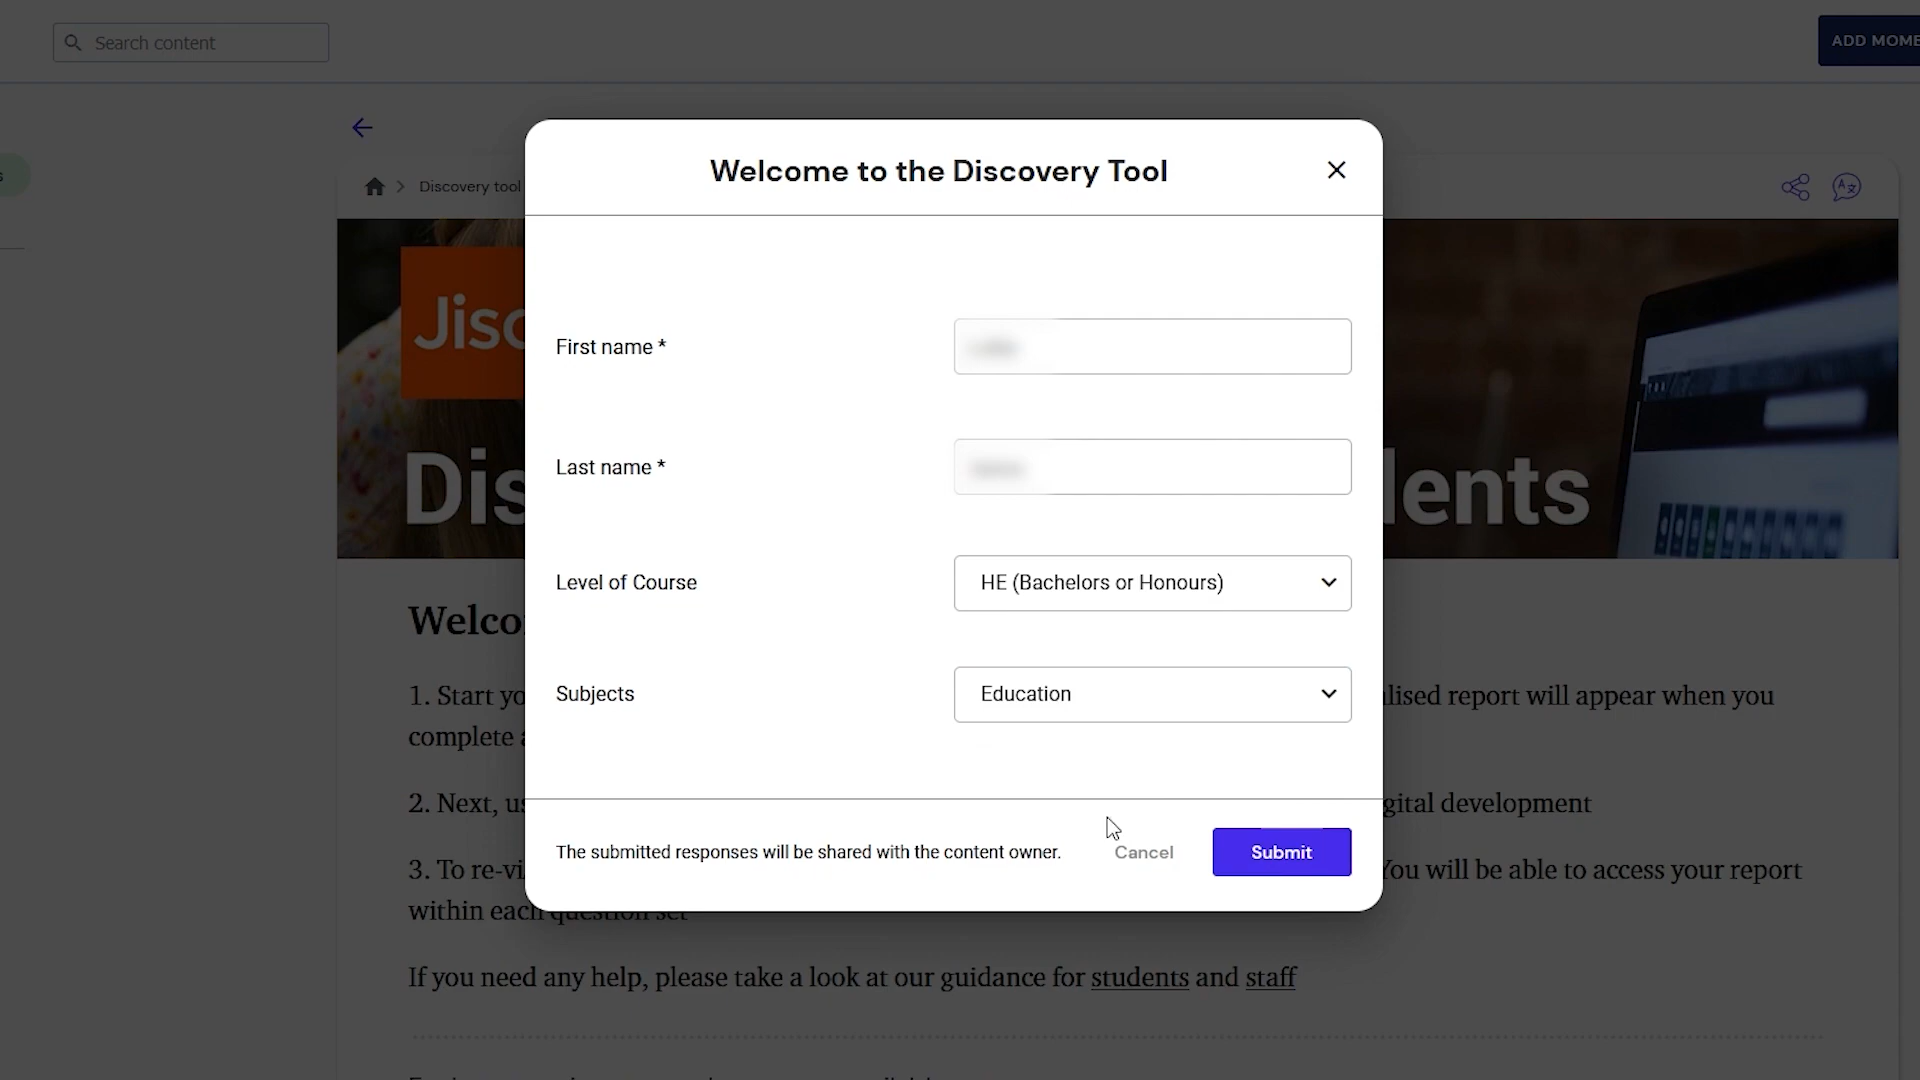 Search content
ADD MOME
s
Welcome to the Discovery Tool
Discovery tool
Jisc
First name *
Last name *
Dis
lents
Level of Course
HE (Bachelors or Honours)
Welco
Subjects
Education
1. Start yo
lised report will appear when you
complete a
2. Next, us
gital development
The submitted responses will be shared with the content owner.
Cancel
Submit
3. To re-vi
You will be able to access your report
within each question set
If you need any help, please take a look at our guidance for students and staff